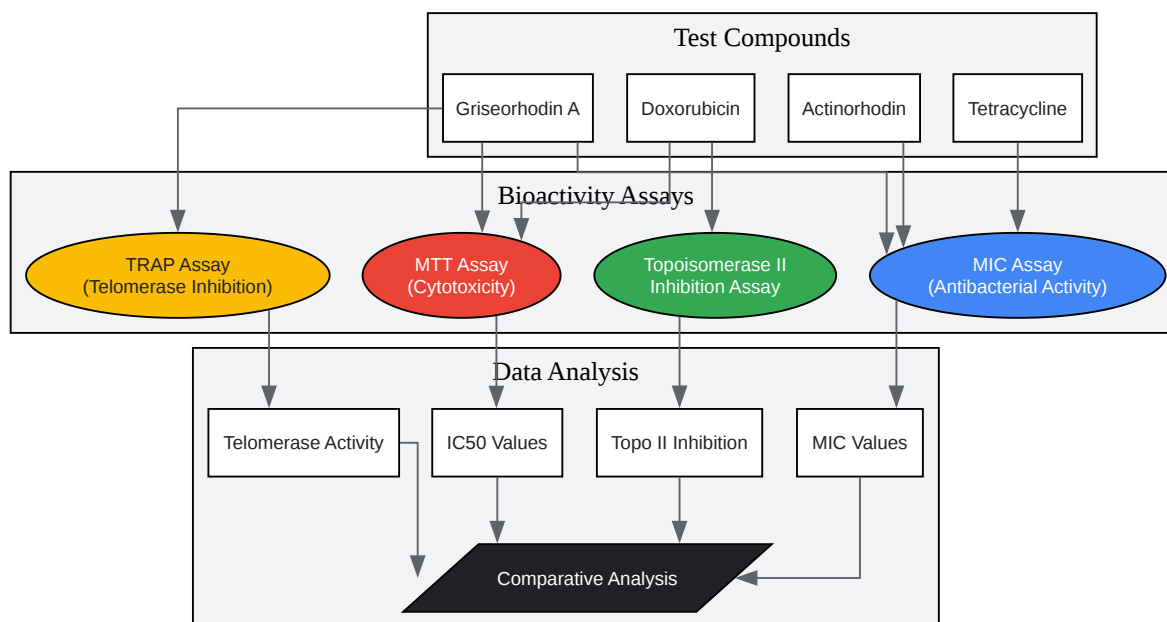 Test Compounds
Griseorhodin A
Doxorubicin
Actinorhodin
Tetracycline
Bioactivity Assays
TRAP Assay
(Telomerase Inhibition)
MTT Assay
(Cytotoxicity)
Topoisomerase II
Inhibition Assay
MIC Assay
(Antibacterial Activity)
Data Analysis
Telomerase Activity
IC50 Values
Topo II Inhibition
MIC Values
Comparative Analysis